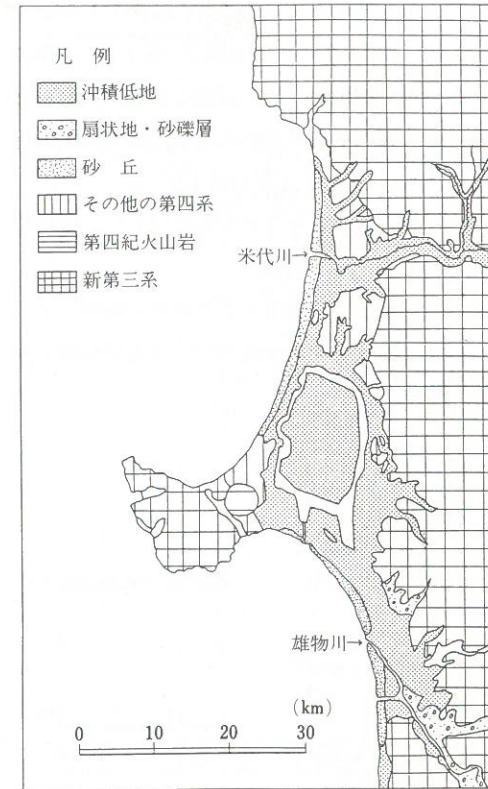 凡 例
沖積低地
扇状地・砂礫層
砂 丘
その他の第四系
第四紀火山岩
新第三系
米代川→
雄物川→
(km)
0 10 20 30